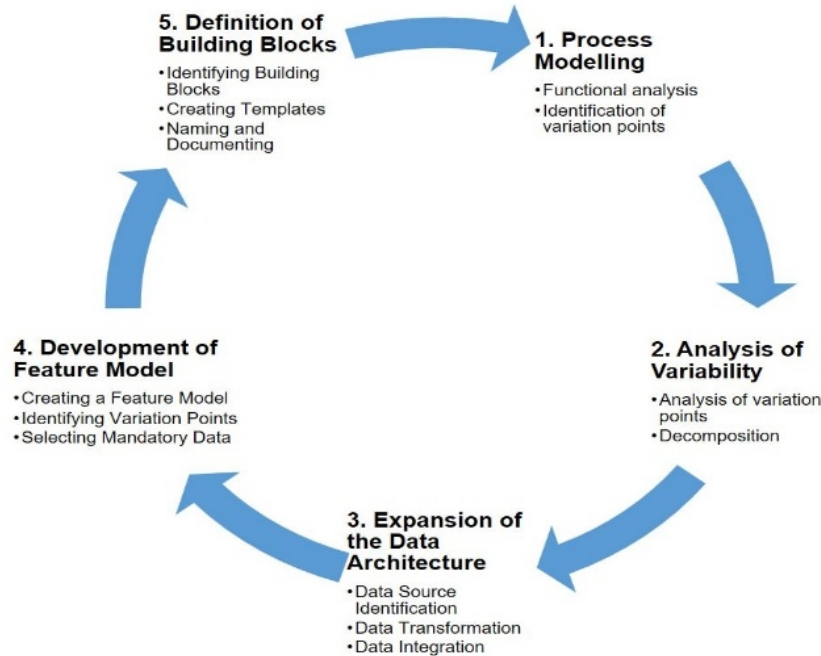 1. Process
Modelling
•Functional analysis
•Identification of
variation points
2. Analysis of
Variability
•Analysis of variation
points
•Decomposition
3. Expansion of
the Data
Architecture
•Data Source
Identification
•Data Transformation
•Data Integration
4. Development of
Feature Model
•Creating a Feature Model
•Identifying Variation Points
•Selecting Mandatory Data
5. Definition of
Building Blocks
•Identifying Building
Blocks
•Creating Templates
•Naming and
Documenting